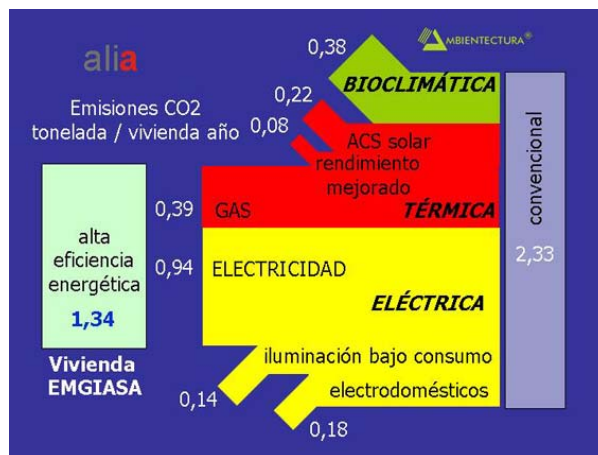 alia
AMBIENTECTURA®
Emisiones CO2
tonelada / vivienda año
0,38
BIOCLIMÁTICA
0,22
0,08
ACS solar
rendimiento
mejorado
0,39
GAS
TÉRMICA
convencional
2,33
alta
eficiencia
energética
1,34
0,94
ELECTRICIDAD
ELÉCTRICA
Vivienda
EMGIASA
iluminación bajo consumo
electrodomésticos
0,14
0,18